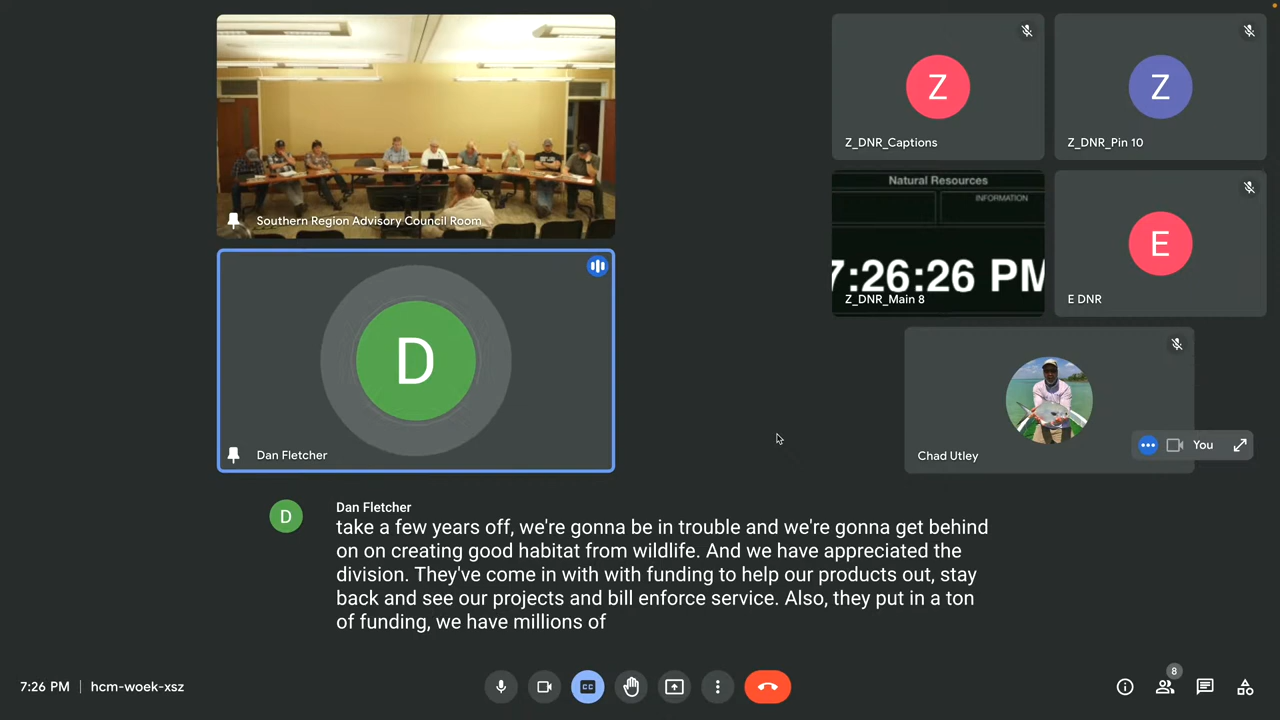 Southern Region Advisory Council Room
Z
Z_DNR_Captions
Z
Z_DNR_Pin 10
Natural Resources
INFORMATION
7:26:26 PM
Z_DNR_Main 8
E
E DNR
D
Dan Fletcher
Chad Utley
You
D
Dan Fletcher
take a few years off, we're gonna be in trouble and we're gonna get behind
on on creating good habitat from wildlife. And we have appreciated the
division. They've come in with with funding to help our products out, stay
back and see our projects and bill enforce service. Also, they put in a ton
of funding, we have millions of
7:26 PM | hcm-woek-xsz
CC
8